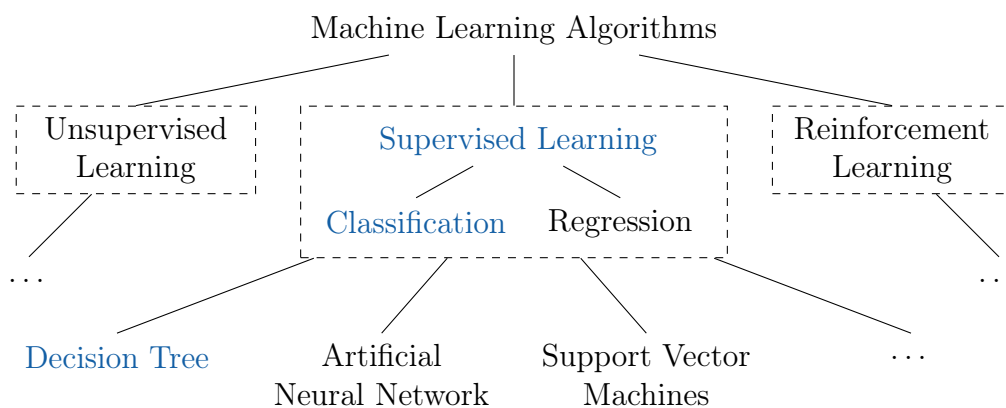 Machine Learning Algorithms
Unsupervised
Learning
Supervised Learning
Reinforcement
Learning
Classification
Regression
...
...
Decision Tree
Artificial
Neural Network
Support Vector
Machines
...